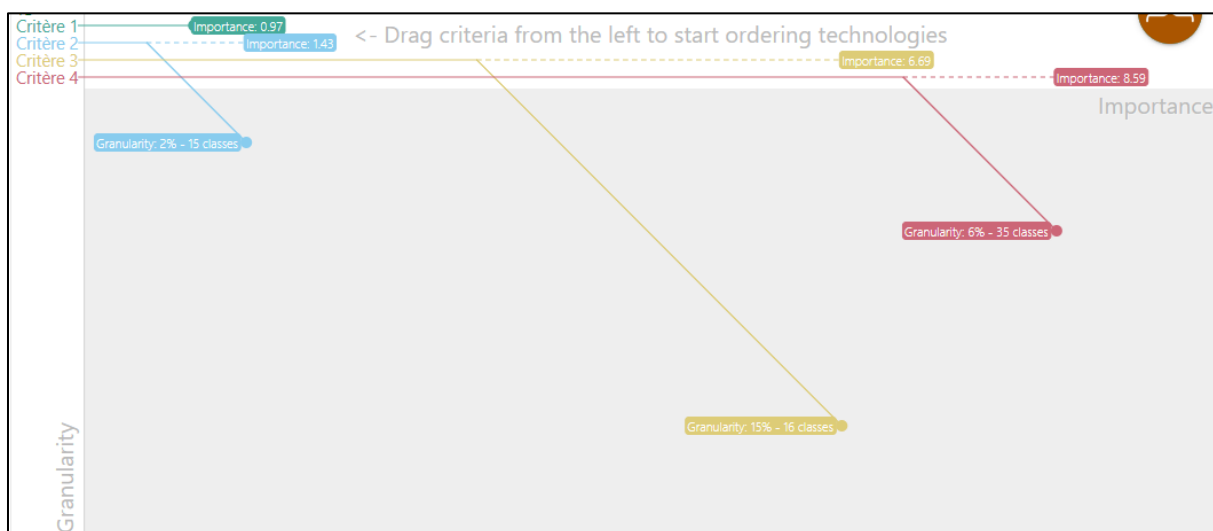 Critère 1
Importance: 0.97
Critère 2
Importance: 1.43
<- Drag criteria from the left to start ordering technologies
Critère 3
Importance: 6.69
Critère 4
Importance: 8.59
Importance
Granularity: 2% - 15 classes
Granularity: 6% - 35 classes
Granularity: 15% - 16 classes
Granularity